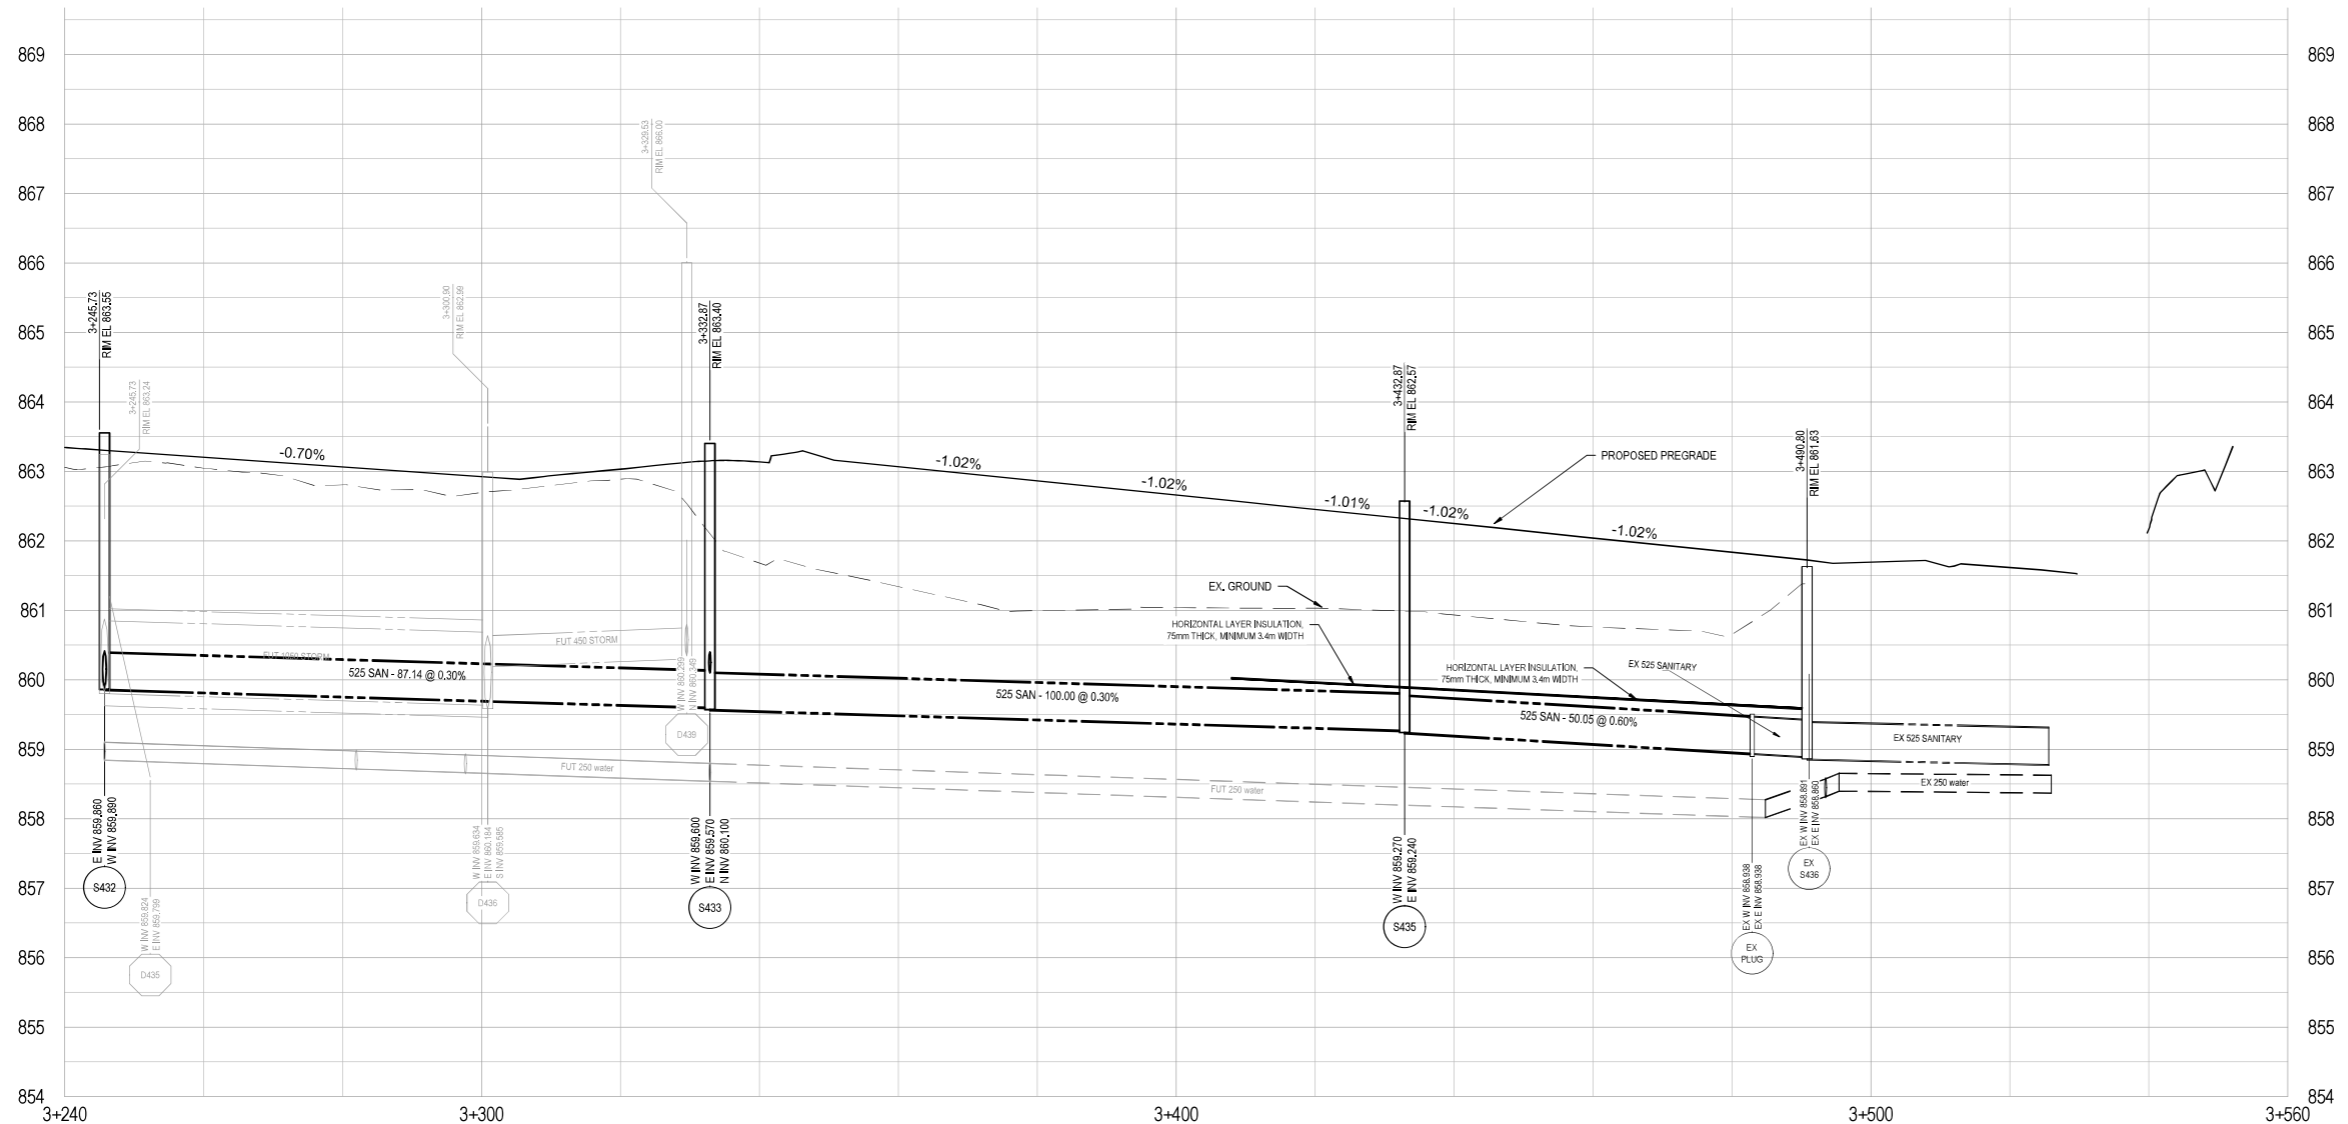 869
869
868
868
867
867
866
866
865
865
864
864
863
863
862
862
861
861
860
860
859
859
858
858
857
857
856
856
855
855
854
854
3+240
3+300
3+400
3+500
3+560
3+245.73
RIM EL 863.55
3+245.73
RIM EL 863.24
3+300.90
RIM EL 862.99
3+329.53
RIM EL 866.00
3+332.87
RIM EL 863.40
3+432.87
RIM EL 862.57
3+490.80
RIM EL 861.63
-0.70%
-1.02%
-1.02%
-1.01%
-1.02%
-1.02%
PROPOSED PREGRADE
EX. GROUND
HORIZONTAL LAYER INSULATION,
75mm THICK, MINIMUM 3.4m WIDTH
HORIZONTAL LAYER INSULATION,
75mm THICK, MINIMUM 3.4m WIDTH
EX 525 SANITARY
FUT 1050 STORM
FUT 450 STORM
525 SAN - 87.14 @ 0.30%
525 SAN - 100.00 @ 0.30%
525 SAN - 50.05 @ 0.60%
EX 525 SANITARY
FUT 250 water
FUT 250 water
EX 250 water
E INV 859.860
W INV 859.890
S432
W INV 859.824
E INV 859.799
D435
W INV 859.634
E INV 860.184
S INV 859.585
D436
W INV 860.299
N INV 860.348
D439
W INV 859.600
E INV 859.570
N INV 860.100
S433
W INV 859.270
E INV 859.240
S435
EX W INV 858.938
EX E INV 858.938
EX
PLUG
EX W INV 858.891
EX E INV 858.860
EX
S436